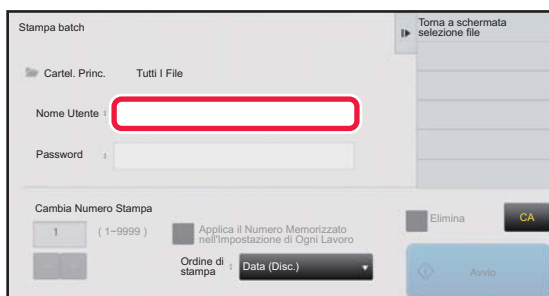 Stampa batch
Torna a schermata
selezione file
Cartel. Princ. Tutti I File
Nome Utente :
Password :
Cambia Numero Stampa
1 ( 1~9999 )
Applica il Numero Memorizzato
nell'Impostazione di Ogni Lavoro
Ordine di
stampa : Data (Disc.)
Elimina
CA
Avvio